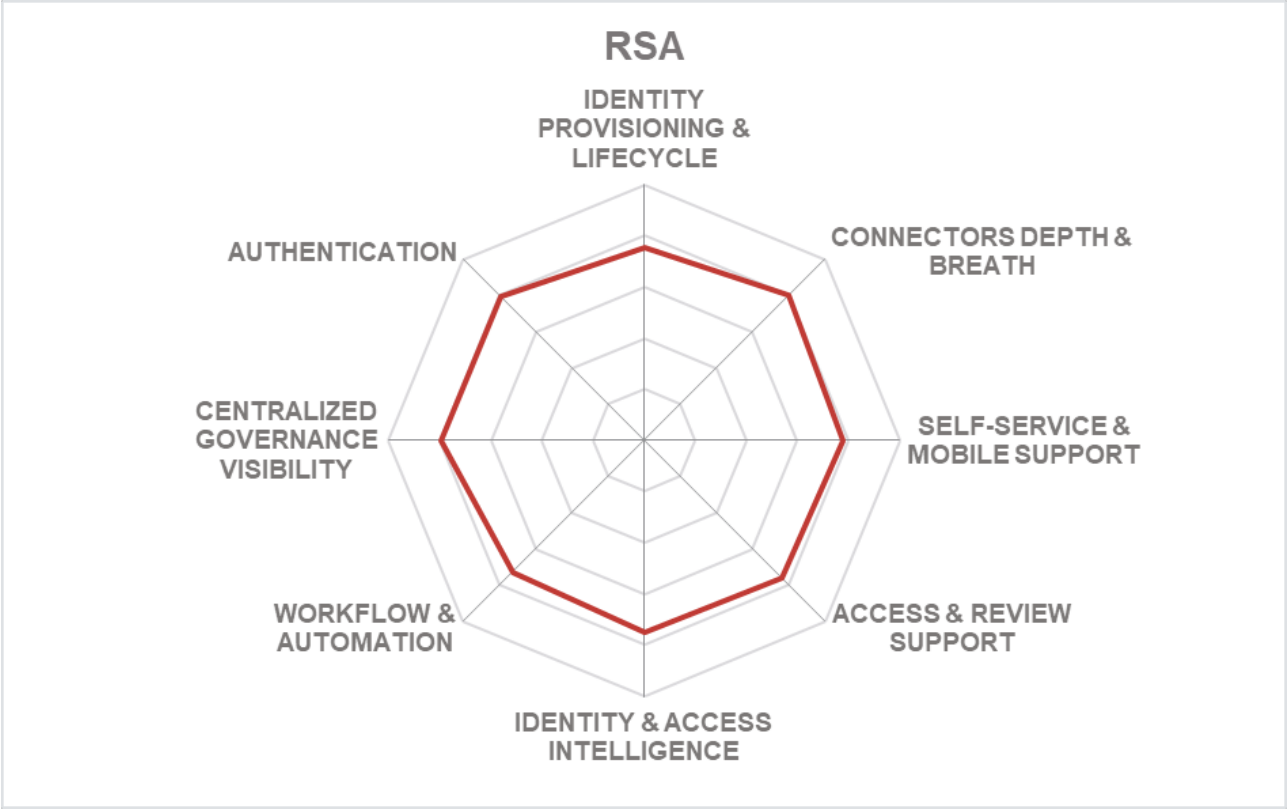 RSA
IDENTITY
PROVISIONING &
LIFECYCLE
CONNECTORS DEPTH &
BREATH
SELF-SERVICE &
MOBILE SUPPORT
ACCESS & REVIEW
SUPPORT
IDENTITY & ACCESS
INTELLIGENCE
WORKFLOW &
AUTOMATION
CENTRALIZED
GOVERNANCE
VISIBILITY
AUTHENTICATION